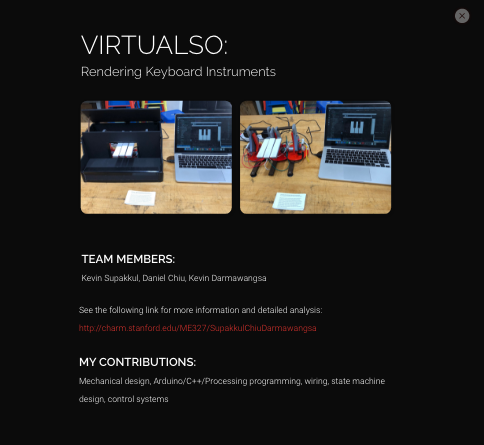 VIRTUALSO:
Rendering Keyboard Instruments
TEAM MEMBERS:
Kevin Supakkul, Daniel Chiu, Kevin Darmawangsa
See the following link for more information and detailed analysis:
http://charm.stanford.edu/ME327/SupakkulChiuDarmawangsa
MY CONTRIBUTIONS:
Mechanical design, Arduino/C++/Processing programming, wiring, state machine
design, control systems